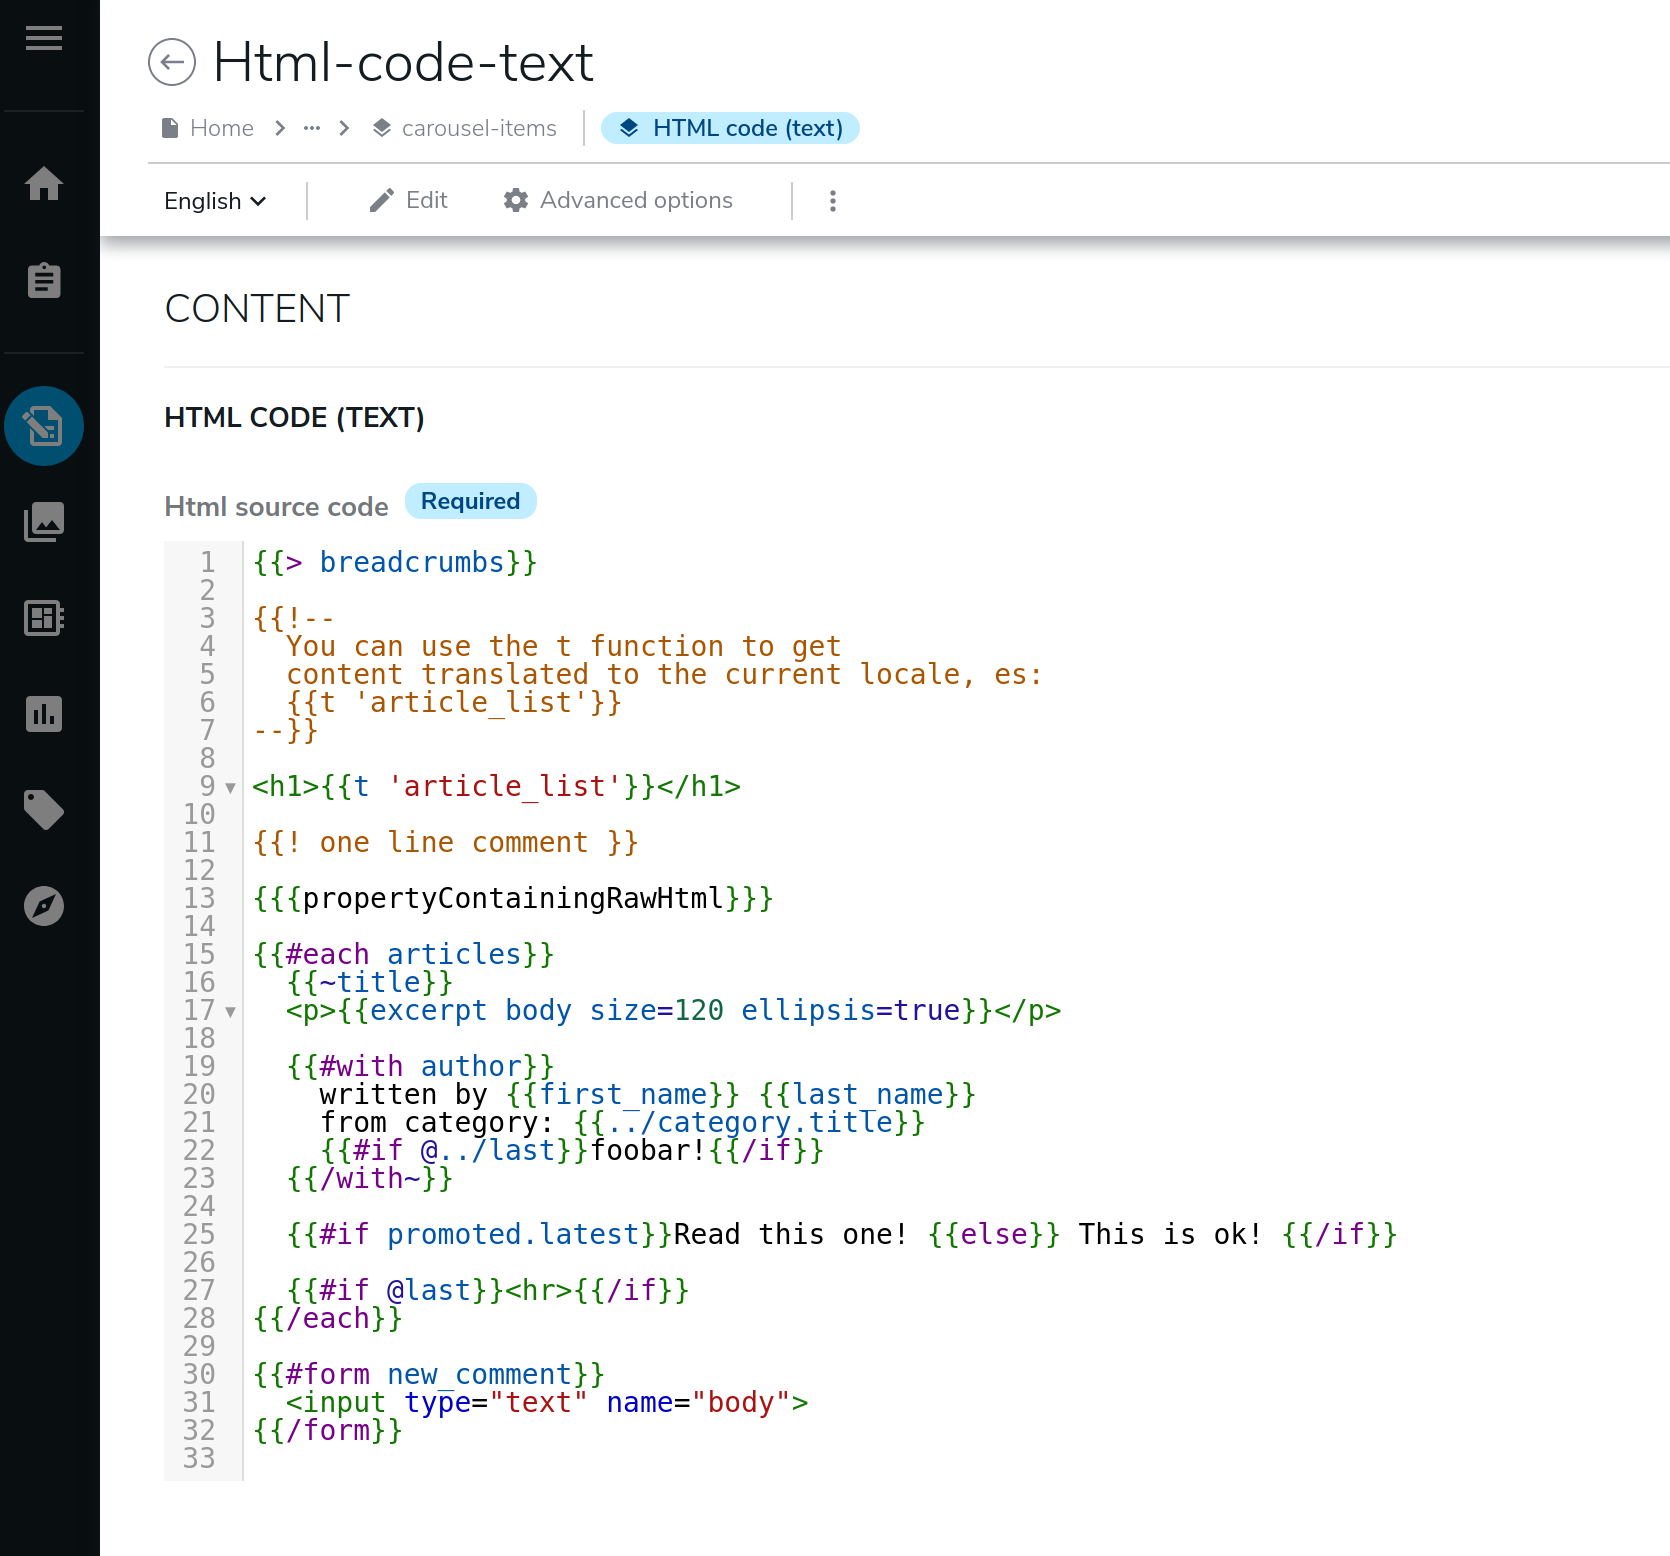 Html-code-text
Home > ··· > carousel-items | HTML code (text)
English Edit Advanced options
CONTENT
HTML CODE (TEXT)
Html source code Required
1 {{> breadcrumbs}}
2
3 {{!--
4   You can use the t function to get
5   content translated to the current locale, es:
6   {{t 'article_list'}}
7 --}}
8
9 <h1>{{t 'article_list'}}</h1>
10
11 {{! one line comment }}
12
13 {{{propertyContainingRawHtml}}}
14
15 {{#each articles}}
16   {{~title}}
17   <p>{{excerpt body size=120 ellipsis=true}}</p>
18
19   {{#with author}}
20     written by {{first_name}} {{last_name}}
21     from category: {{../category.title}}
22     {{#if @../last}}foobar!{{/if}}
23   {{/with~}}
24
25   {{#if promoted.latest}}Read this one! {{else}} This is ok! {{/if}}
26
27   {{#if @last}}<hr>{{/if}}
28 {{/each}}
29
30 {{#form new_comment}}
31   <input type="text" name="body">
32 {{/form}}
33